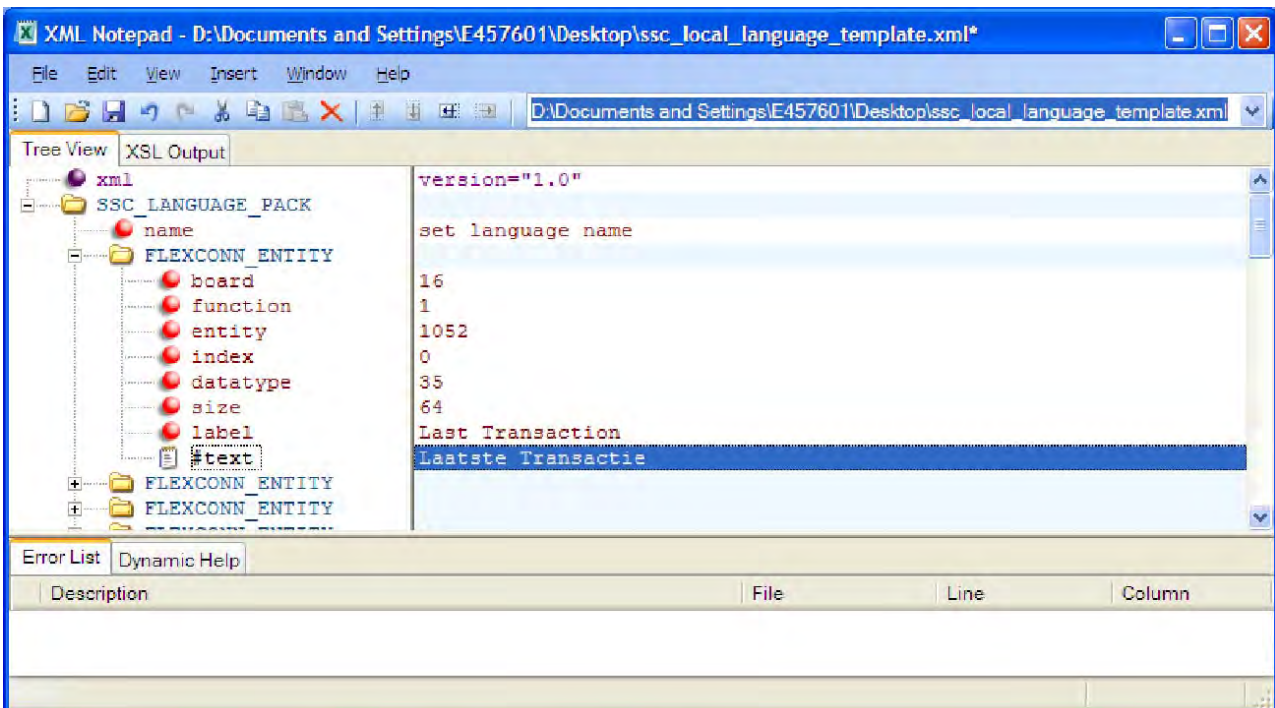 XML Notepad - D:\Documents and Settings\E457601\Desktop\ssc_local_language_template.xml*
File Edit View Insert Window Help
D:\Documents and Settings\E457601\Desktop\ssc_local_language_template.xml
Tree View XSL Output
xml version="1.0"
SSC_LANGUAGE_PACK
name set language name
FLEXCONN_ENTITY
board 16
function 1
entity 1052
index 0
datatype 35
size 64
label Last Transaction
#text Laatste Transactie
FLEXCONN_ENTITY
FLEXCONN_ENTITY
FLEXCONN_ENTITY
Error List Dynamic Help
Description File Line Column